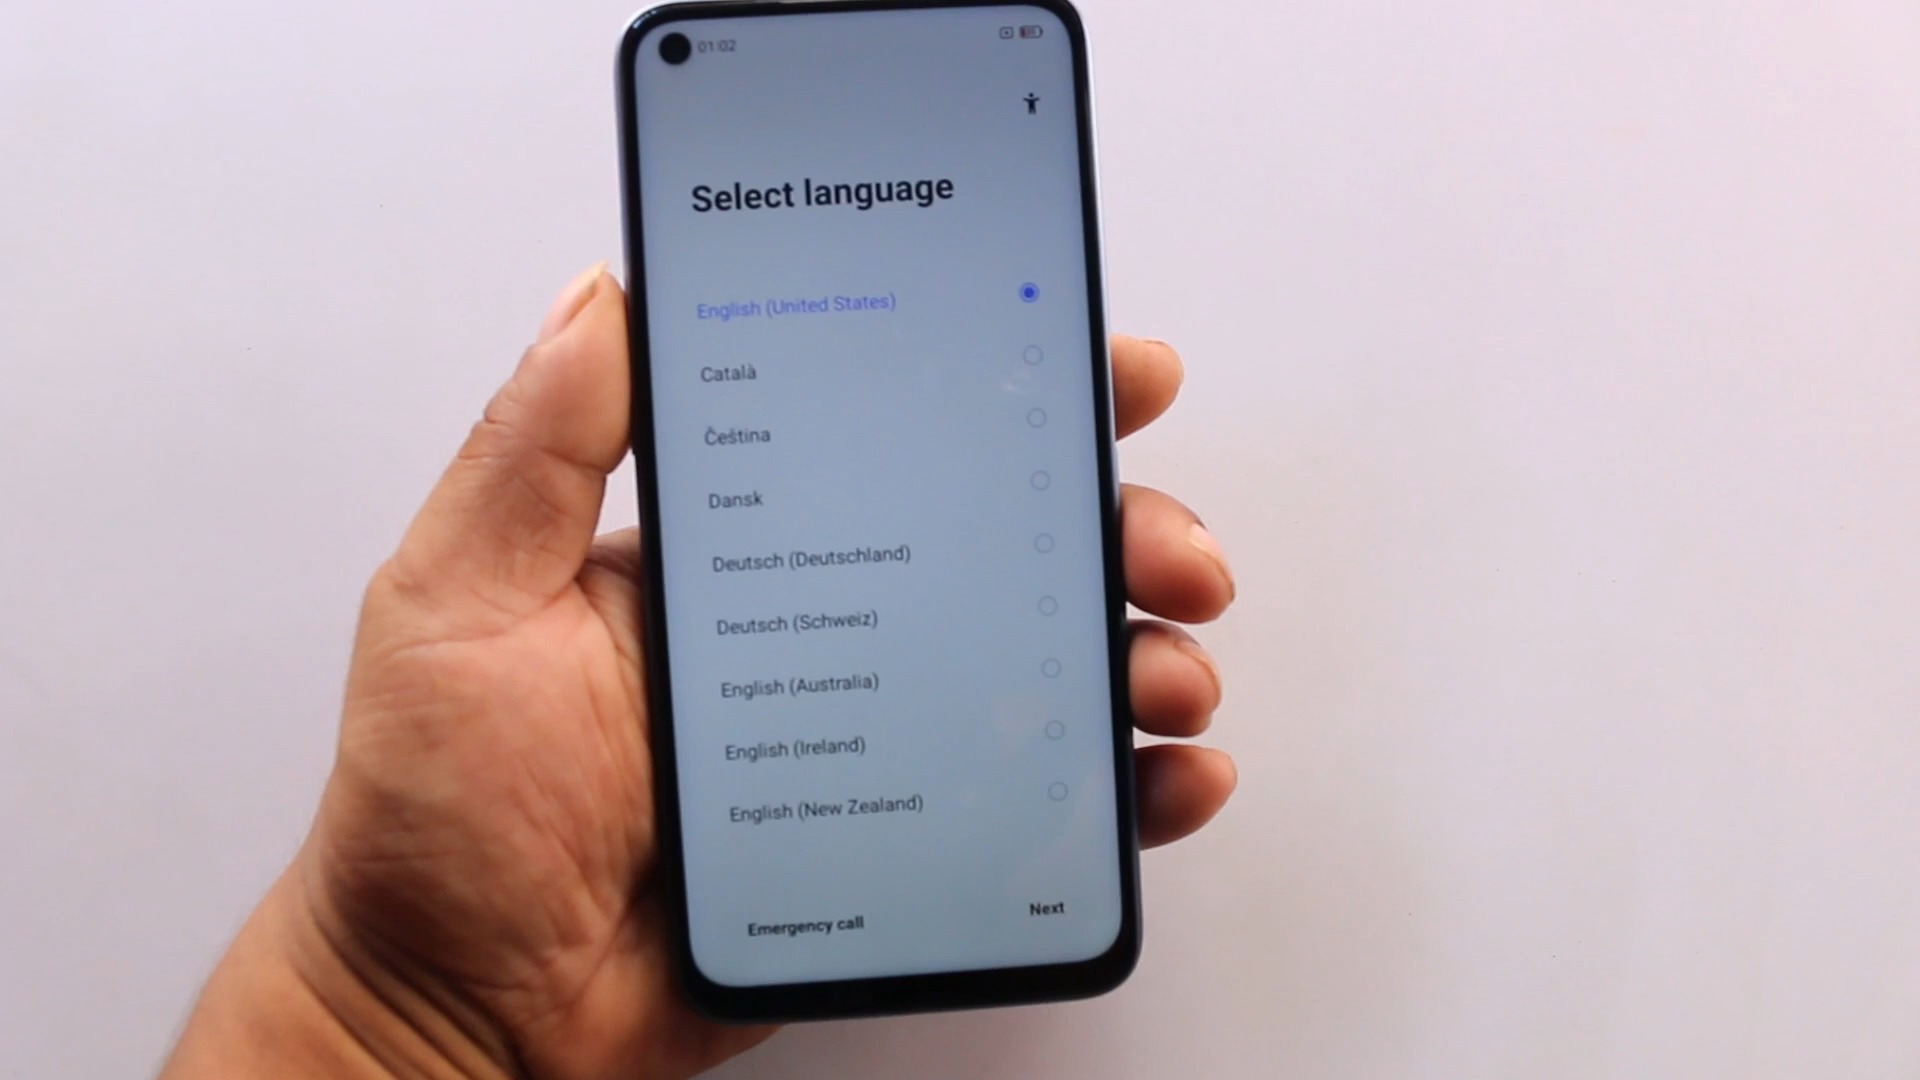 01:02
Select language
English (United States)
Català
Čeština
Dansk
Deutsch (Deutschland)
Deutsch (Schweiz)
English (Australia)
English (Ireland)
English (New Zealand)
Emergency call
Next